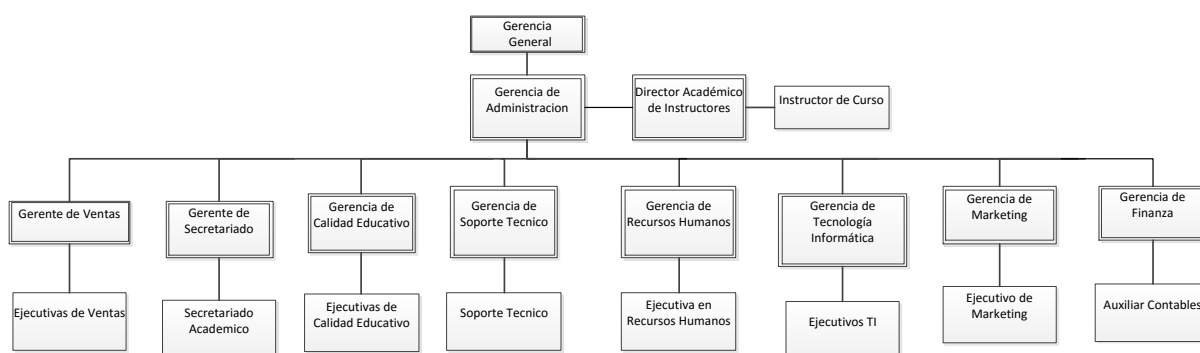 Gerencia
General
Gerencia de
Administracion
Director Académico
de Instructores
Instructor de Curso
Gerente de Ventas
Gerente de
Secretariado
Gerencia de
Calidad Educativo
Gerencia de
Soporte Tecnico
Gerencia de
Recursos Humanos
Gerencia de
Tecnología
Informática
Gerencia de
Marketing
Gerencia de
Finanza
Ejecutivas de Ventas
Secretariado
Academico
Ejecutivas de
Calidad Educativo
Soporte Tecnico
Ejecutiva en
Recursos Humanos
Ejecutivos TI
Ejecutivo de
Marketing
Auxiliar Contables